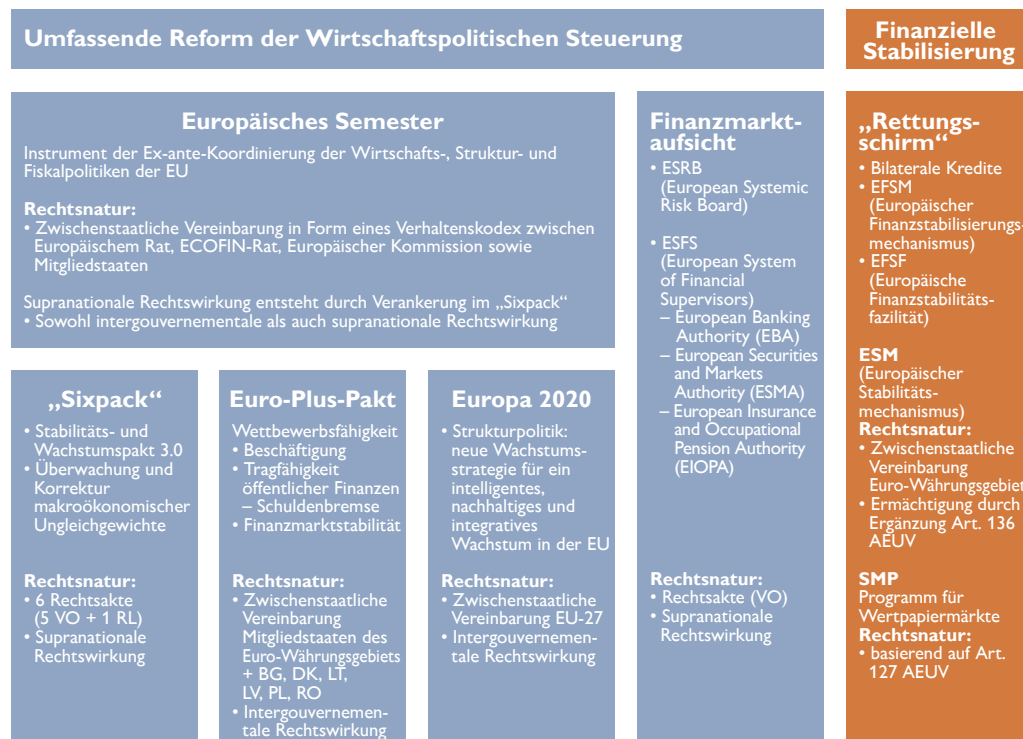 Umfassende Reform der Wirtschaftspolitischen Steuerung
Finanzielle
Stabilisierung
Europäisches Semester
Instrument der Ex-ante-Koordinierung der Wirtschafts-, Struktur- und
Fiskalpolitiken der EU
Rechtsnatur:
• Zwischenstaatliche Vereinbarung in Form eines Verhaltenskodex zwischen
Europäischem Rat, ECOFIN-Rat, Europäischer Kommission sowie
Mitgliedstaaten
Supranationale Rechtswirkung entsteht durch Verankerung im „Sixpack“
• Sowohl intergouvernementale als auch supranationale Rechtswirkung
„Sixpack“
• Stabilitäts- und
Wachstumspakt 3.0
• Überwachung und
Korrektur
makroökonomischer
Ungleichgewichte
Rechtsnatur:
• 6 Rechtsakte
(5 VO + 1 RL)
• Supranationale
Rechtswirkung
Euro-Plus-Pakt
Wettbewerbsfähigkeit
• Beschäftigung
• Tragfähigkeit
öffentlicher Finanzen
– Schuldenbremse
• Finanzmarktstabilität
Rechtsnatur:
• Zwischenstaatliche
Vereinbarung
Mitgliedstaaten des
Euro-Währungsgebiets
+ BG, DK, LT,
LV, PL, RO
• Intergouvernemen-
tale Rechtswirkung
Europa 2020
• Strukturpolitik:
neue Wachstums-
strategie für ein
intelligentes,
nachhaltiges und
integratives
Wachstum in der EU
Rechtsnatur:
• Zwischenstaatliche
Vereinbarung EU-27
• Intergouvernemen-
tale Rechtswirkung
Finanzmarkt-
aufsicht
• ESRB
(European Systemic
Risk Board)
• ESFS
(European System
of Financial
Supervisors)
– European Banking
Authority (EBA)
– European Securities
and Markets
Authority (ESMA)
– European Insurance
and Occupational
Pension Authority
(EIOPA)
Rechtsnatur:
• Rechtsakte (VO)
• Supranationale
Rechtswirkung
„Rettungs-
schirm“
• Bilaterale Kredite
• EFSM
(Europäischer
Finanzstabilisierungs-
mechanismus)
• EFSF
(Europäische
Finanzstabilitäts-
fazilität)
ESM
(Europäischer
Stabilitäts-
mechanismus)
Rechtsnatur:
• Zwischenstaatliche
Vereinbarung
Euro-Währungsgebiet
• Ermächtigung durch
Ergänzung Art. 136
AEUV
SMP
Programm für
Wertpapiermärkte
Rechtsnatur:
• basierend auf Art.
127 AEUV